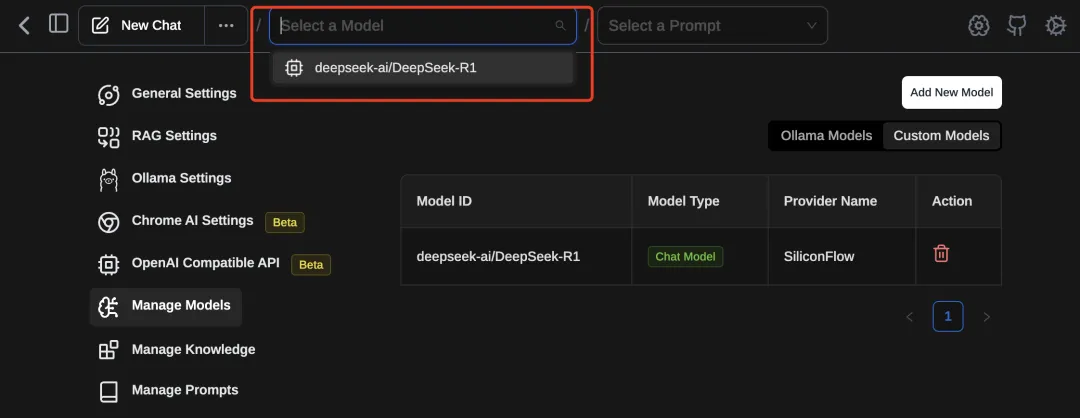 New Chat ... / Select a Model / Select a Prompt
deepseek-ai/DeepSeek-R1
General Settings
RAG Settings
Ollama Settings
Chrome AI Settings Beta
OpenAI Compatible API Beta
Manage Models
Manage Knowledge
Manage Prompts
Add New Model
Ollama Models Custom Models
Model ID Model Type Provider Name Action
deepseek-ai/DeepSeek-R1 Chat Model SiliconFlow
< 1 >